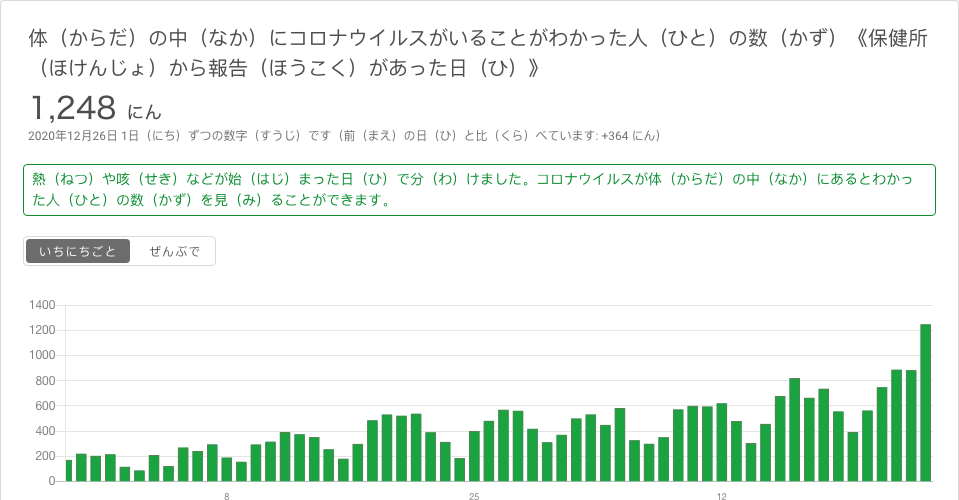 体（からだ）の中（なか）にコロナウイルスがいることがわかった人（ひと）の数（かず）《保健所
（ほけんじょ）から報告（ほうこく）があった日（ひ）》
1,248 にん
2020年12月26日 1日（にち）ずつの数字（すうじ）です（前（まえ）の日（ひ）と比（くら）べています: +364 にん）
熱（ねつ）や咳（せき）などが始（はじ）まった日（ひ）で分（わ）けました。コロナウイルスが体（からだ）の中（なか）にあるとわかっ
た人（ひと）の数（かず）を見（み）ることができます。
いちにちごと ぜんぶで
1400
1200
1000
800
600
400
200
0
8 25 12